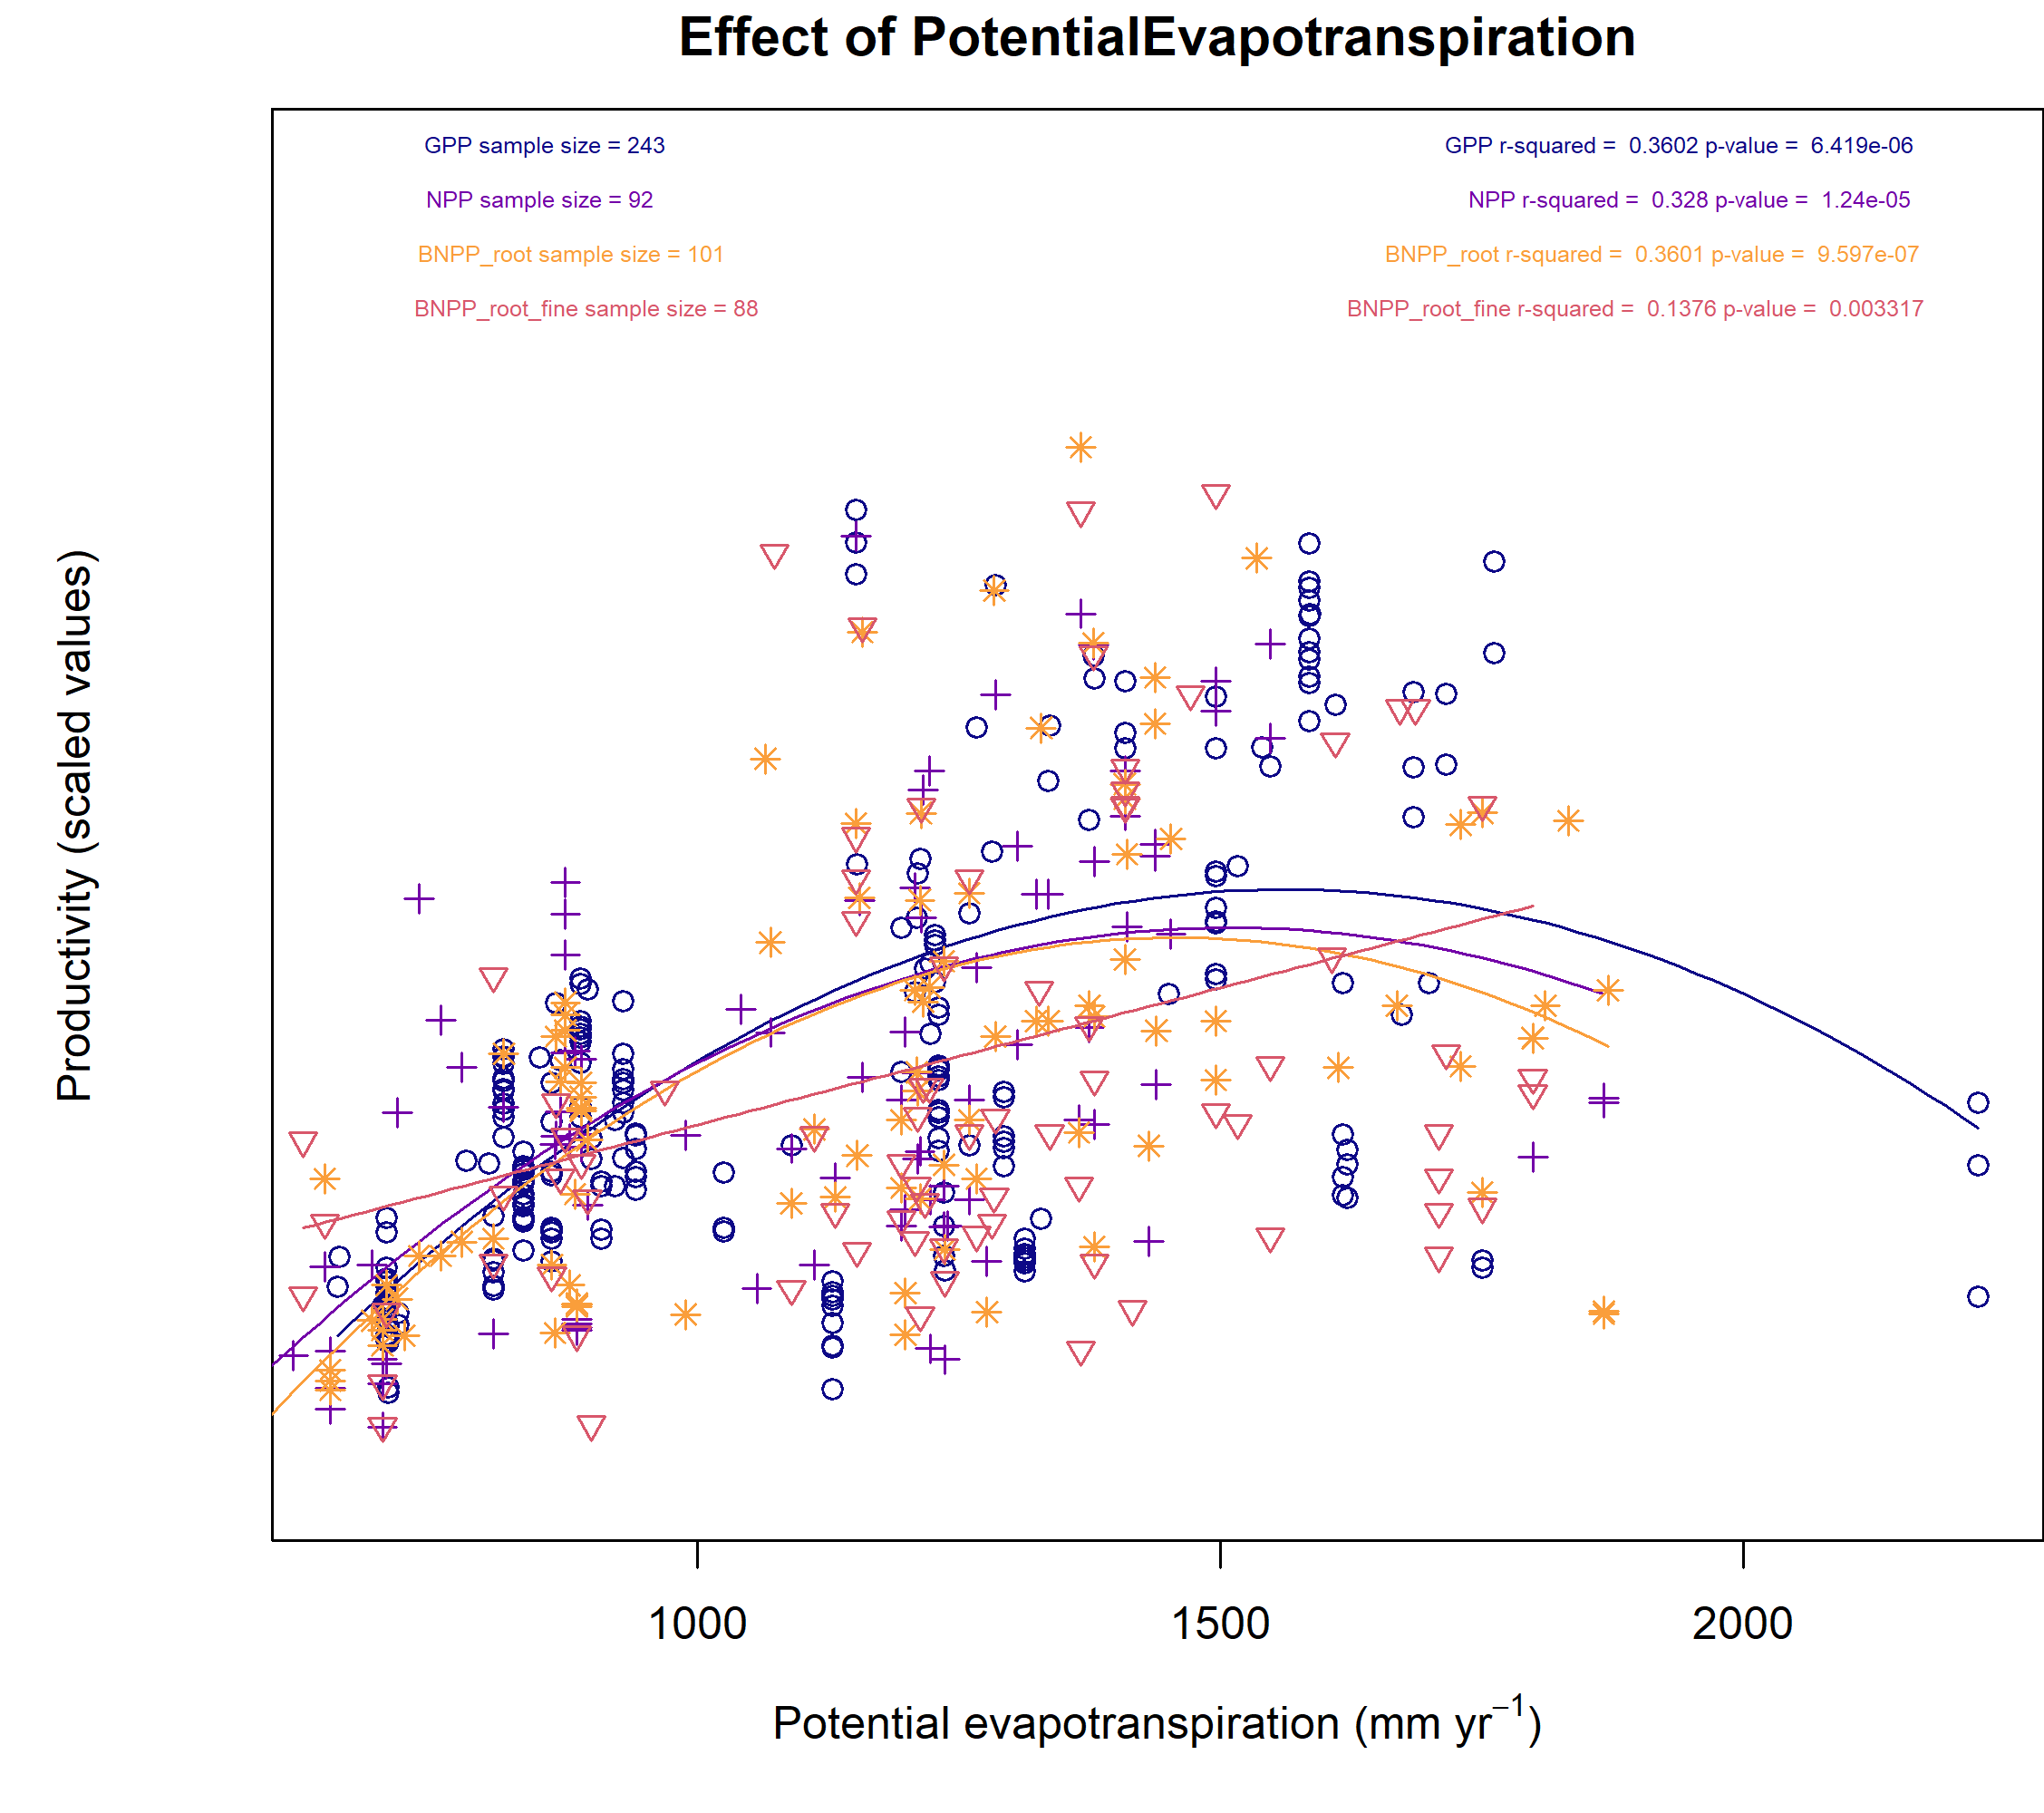 Effect of PotentialEvapotranspiration
GPP sample size = 243
GPP r-squared =  0.3602 p-value =  6.419e-06
NPP sample size = 92
NPP r-squared =  0.328 p-value =  1.24e-05
BNPP_root sample size = 101
BNPP_root r-squared =  0.3601 p-value =  9.597e-07
BNPP_root_fine sample size = 88
BNPP_root_fine r-squared =  0.1376 p-value =  0.003317
Productivity (scaled values)
1000 1500 2000
Potential evapotranspiration (mm yr⁻¹)